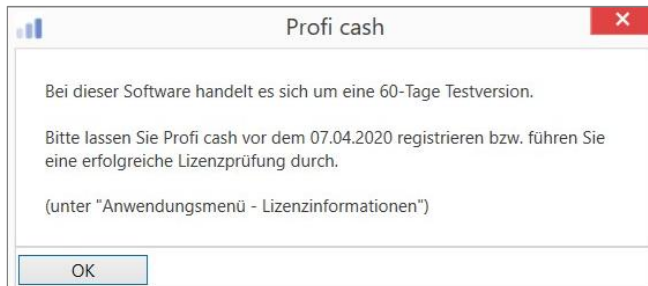 Profi cash
Bei dieser Software handelt es sich um eine 60-Tage Testversion.
Bitte lassen Sie Profi cash vor dem 07.04.2020 registrieren bzw. führen Sie
eine erfolgreiche Lizenzprüfung durch.
(unter "Anwendungsmenü - Lizenzinformationen")
OK